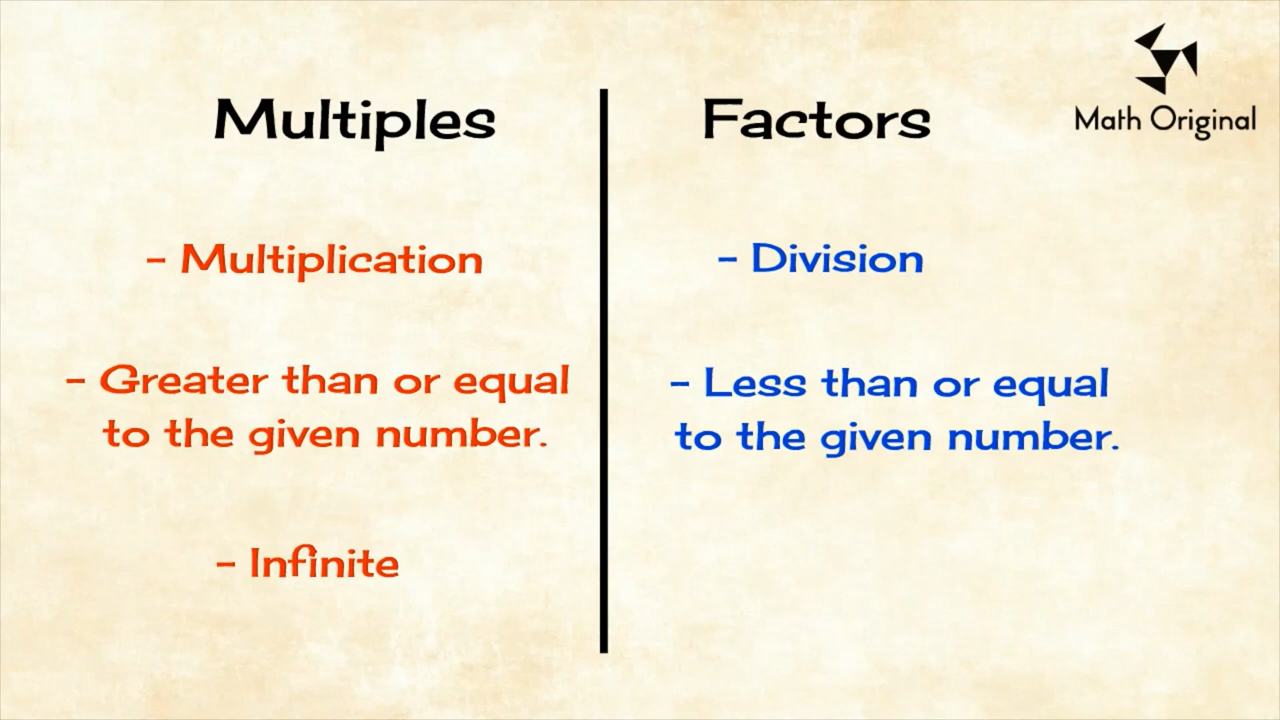 Math Original
Multiples
- Multiplication
- Greater than or equal
to the given number.
- Infinite
Factors
- Division
- Less than or equal
to the given number.